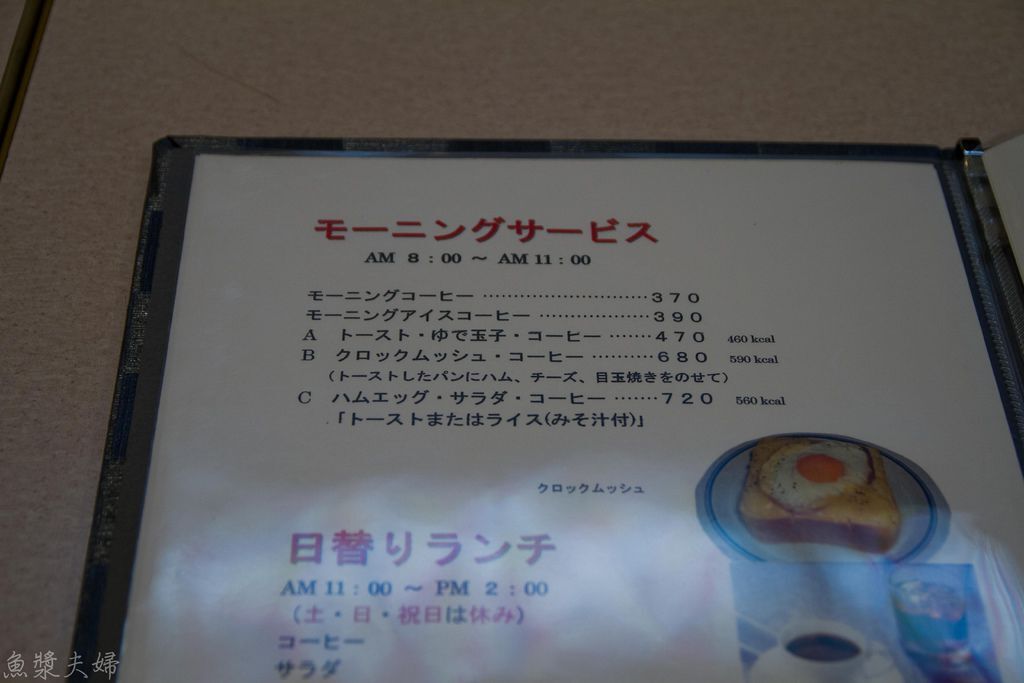 モーニングサービス
AM 8:00 ～ AM 11:00
モーニングコーヒー …………………………370
モーニングアイスコーヒー …………………390
A トースト・ゆで玉子・コーヒー ………470 460 kcal
B クロックムッシュ・コーヒー …………680 590 kcal
(トーストしたパンにハム、チーズ、目玉焼きをのせて)
C ハムエッグ・サラダ・コーヒー ………720 560 kcal
「トーストまたはライス(みそ汁付)」
クロックムッシュ
日替りランチ
AM 11:00 ～ PM 2:00
(土・日・祝日は休み)
コーヒー
サラダ
魚漿夫婦